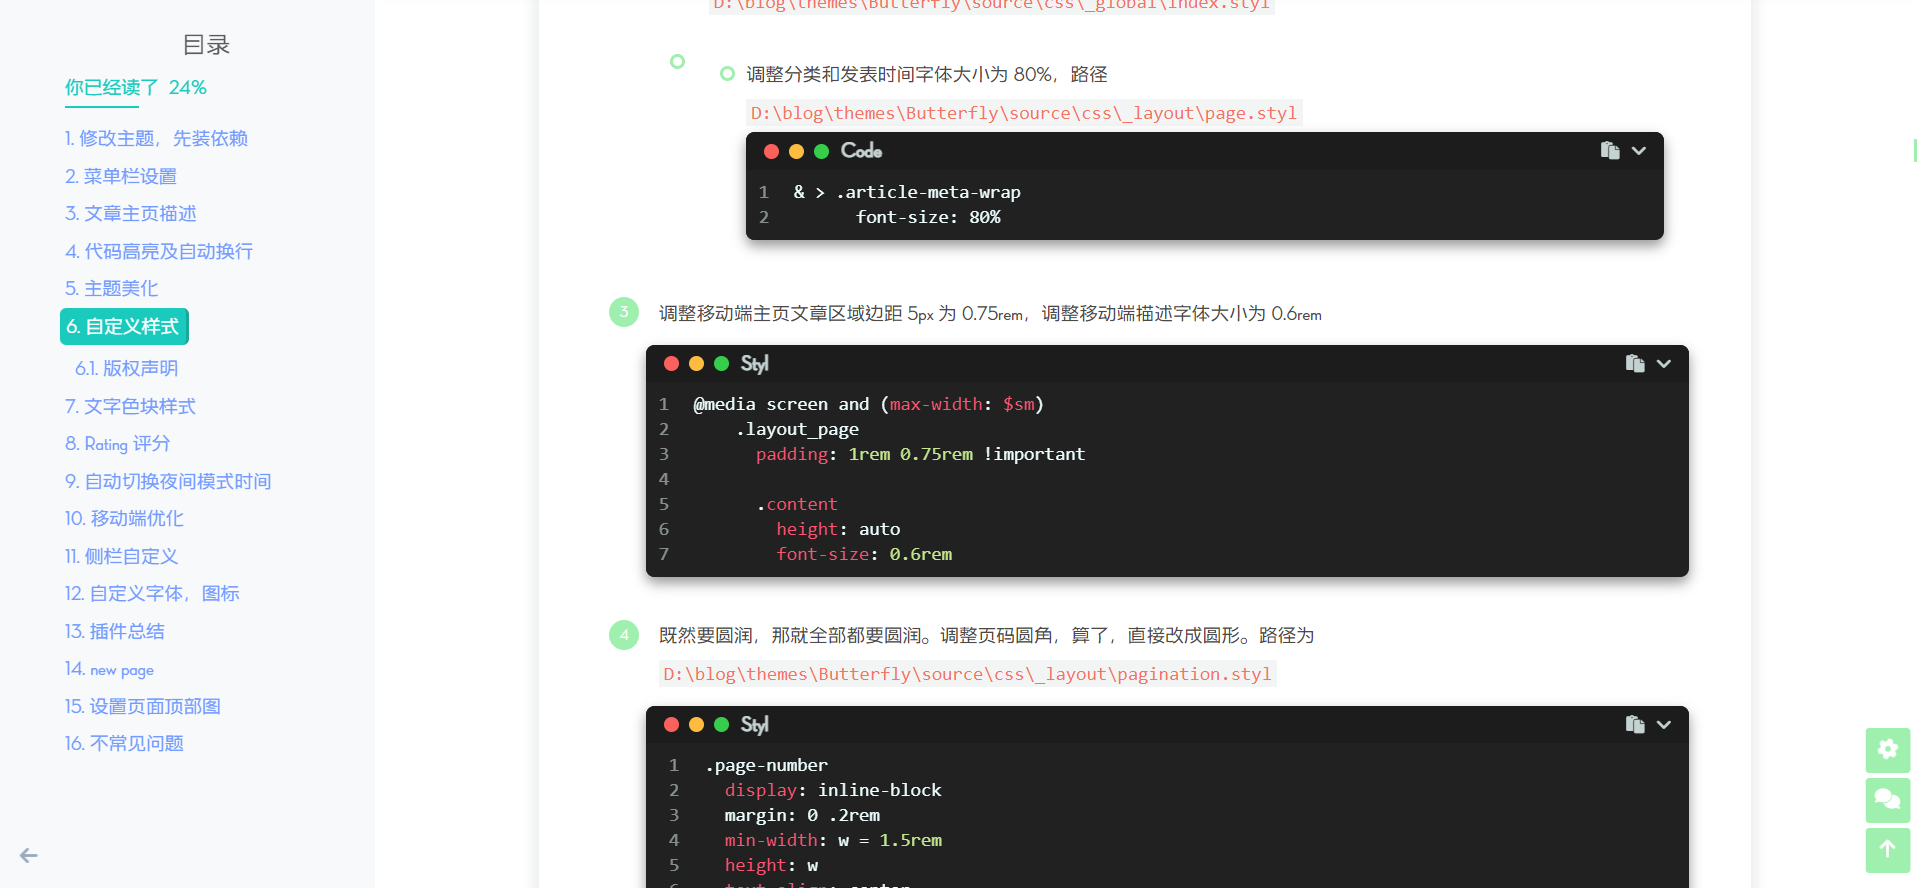 目录
你已经读了 24%
1. 修改主题，先装依赖
2. 菜单栏设置
3. 文章主页描述
4. 代码高亮及自动换行
5. 主题美化
6. 自定义样式
6.1. 版权声明
7. 文字色块样式
8. Rating 评分
9. 自动切换夜间模式时间
10. 移动端优化
11. 侧栏自定义
12. 自定义字体，图标
13. 插件总结
14. new page
15. 设置页面顶部图
16. 不常见问题
D:\blog\themes\Butterfly\source\css\_global\index.styl
调整分类和发表时间字体大小为 80%，路径
D:\blog\themes\Butterfly\source\css\_layout\page.styl
Code
1 & > .article-meta-wrap
2 font-size: 80%
3 调整移动端主页文章区域边距 5px 为 0.75rem，调整移动端描述字体大小为 0.6rem
Styl
1 @media screen and (max-width: $sm)
2 .layout_page
3 padding: 1rem 0.75rem !important
4
5 .content
6 height: auto
7 font-size: 0.6rem
4 既然要圆润，那就全部都要圆润。调整页码圆角，算了，直接改成圆形。路径为
D:\blog\themes\Butterfly\source\css\_layout\pagination.styl
Styl
1 .page-number
2 display: inline-block
3 margin: 0 .2rem
4 min-width: w = 1.5rem
5 height: w
6 text-align: center